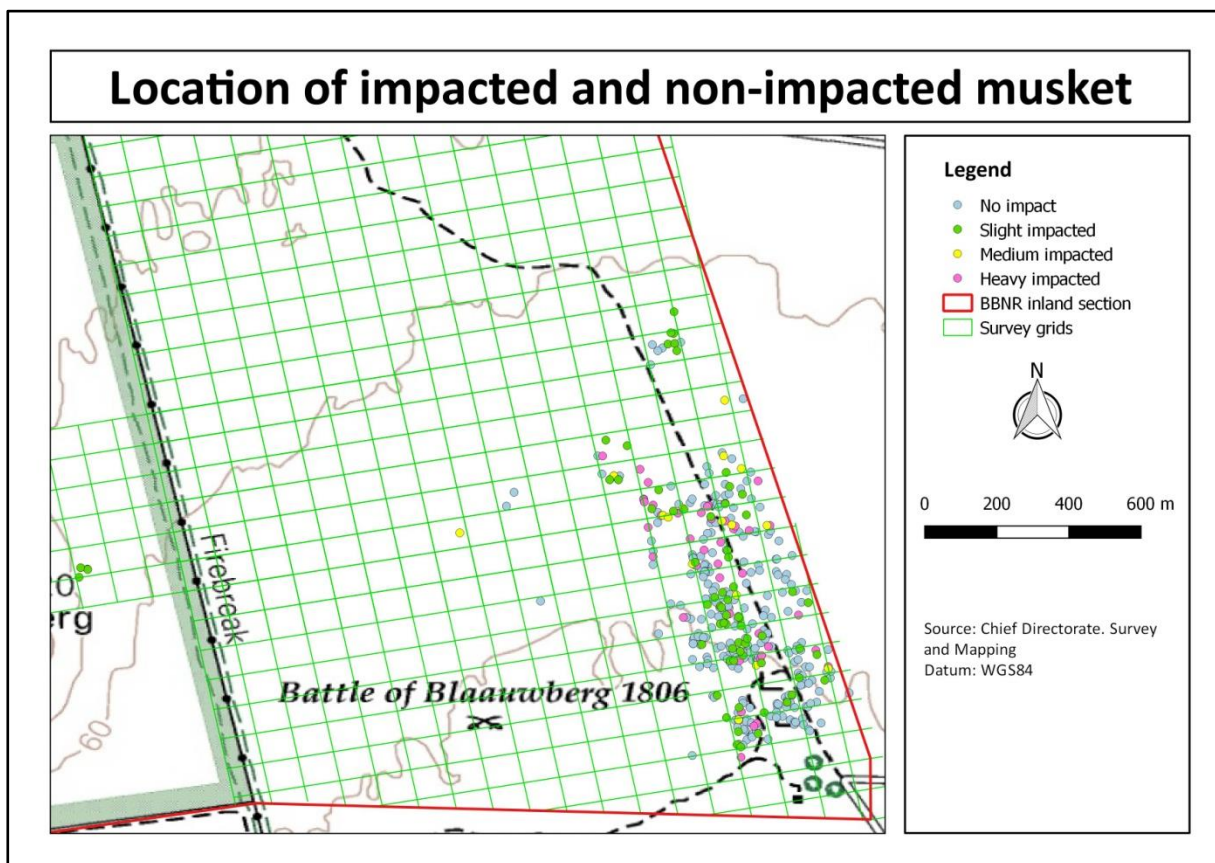 Location of impacted and non-impacted musket
Firebreak
0
erg
60
Battle of Blaauwberg 1806
Legend
No impact
Slight impacted
Medium impacted
Heavy impacted
BBNR inland section
Survey grids
N
0 200 400 600 m
Source: Chief Directorate. Survey
and Mapping
Datum: WGS84